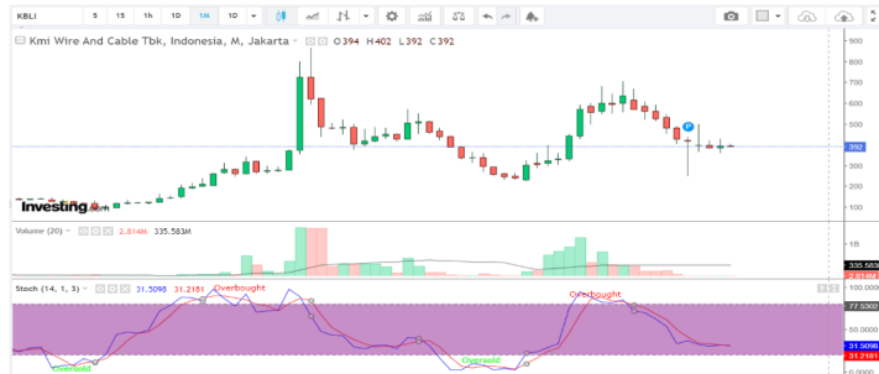 KBLI 5 15 1h 1D 1M 1D
Kmi Wire And Cable Tbk, Indonesia, M, Jakarta O394 H402 L392 C392
900
800
700
600
500
P
392
300
200
100
Investing.com
Volume (20) 2.814M 335.583M
1B
335.583
2.814M
Stoch (14, 1, 3) 31.5098 31.2181 Overbought
Overbought
100.0000
77.5302
50.0000
31.5098
31.2181
0.0000
Oversold
Oversold